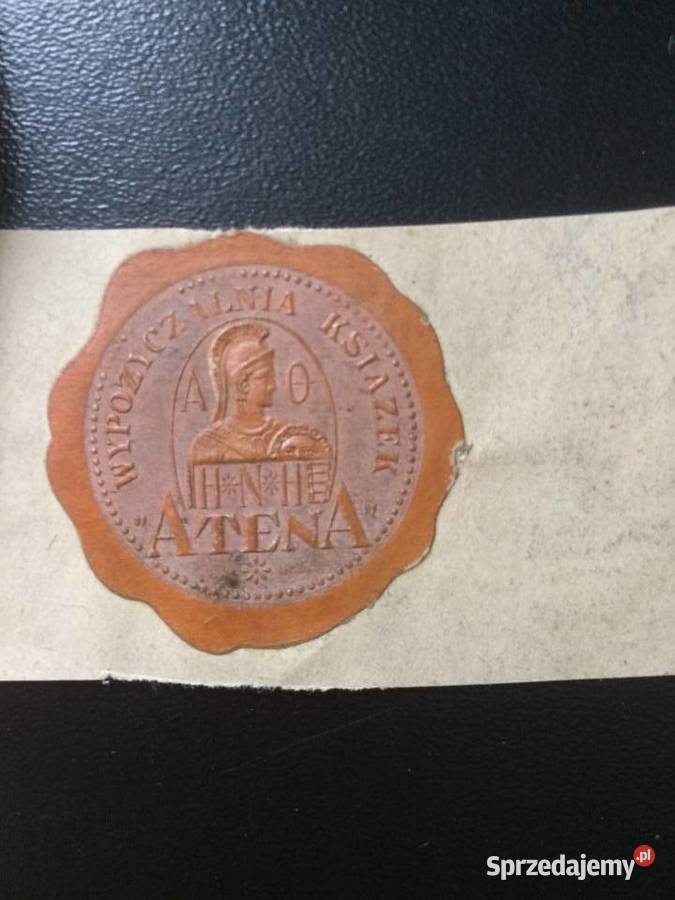 WYPOŻYCZALNIA KSIĄŻEK
A Θ
H*N*H
"ATENA"
Sprzedajemy.pl